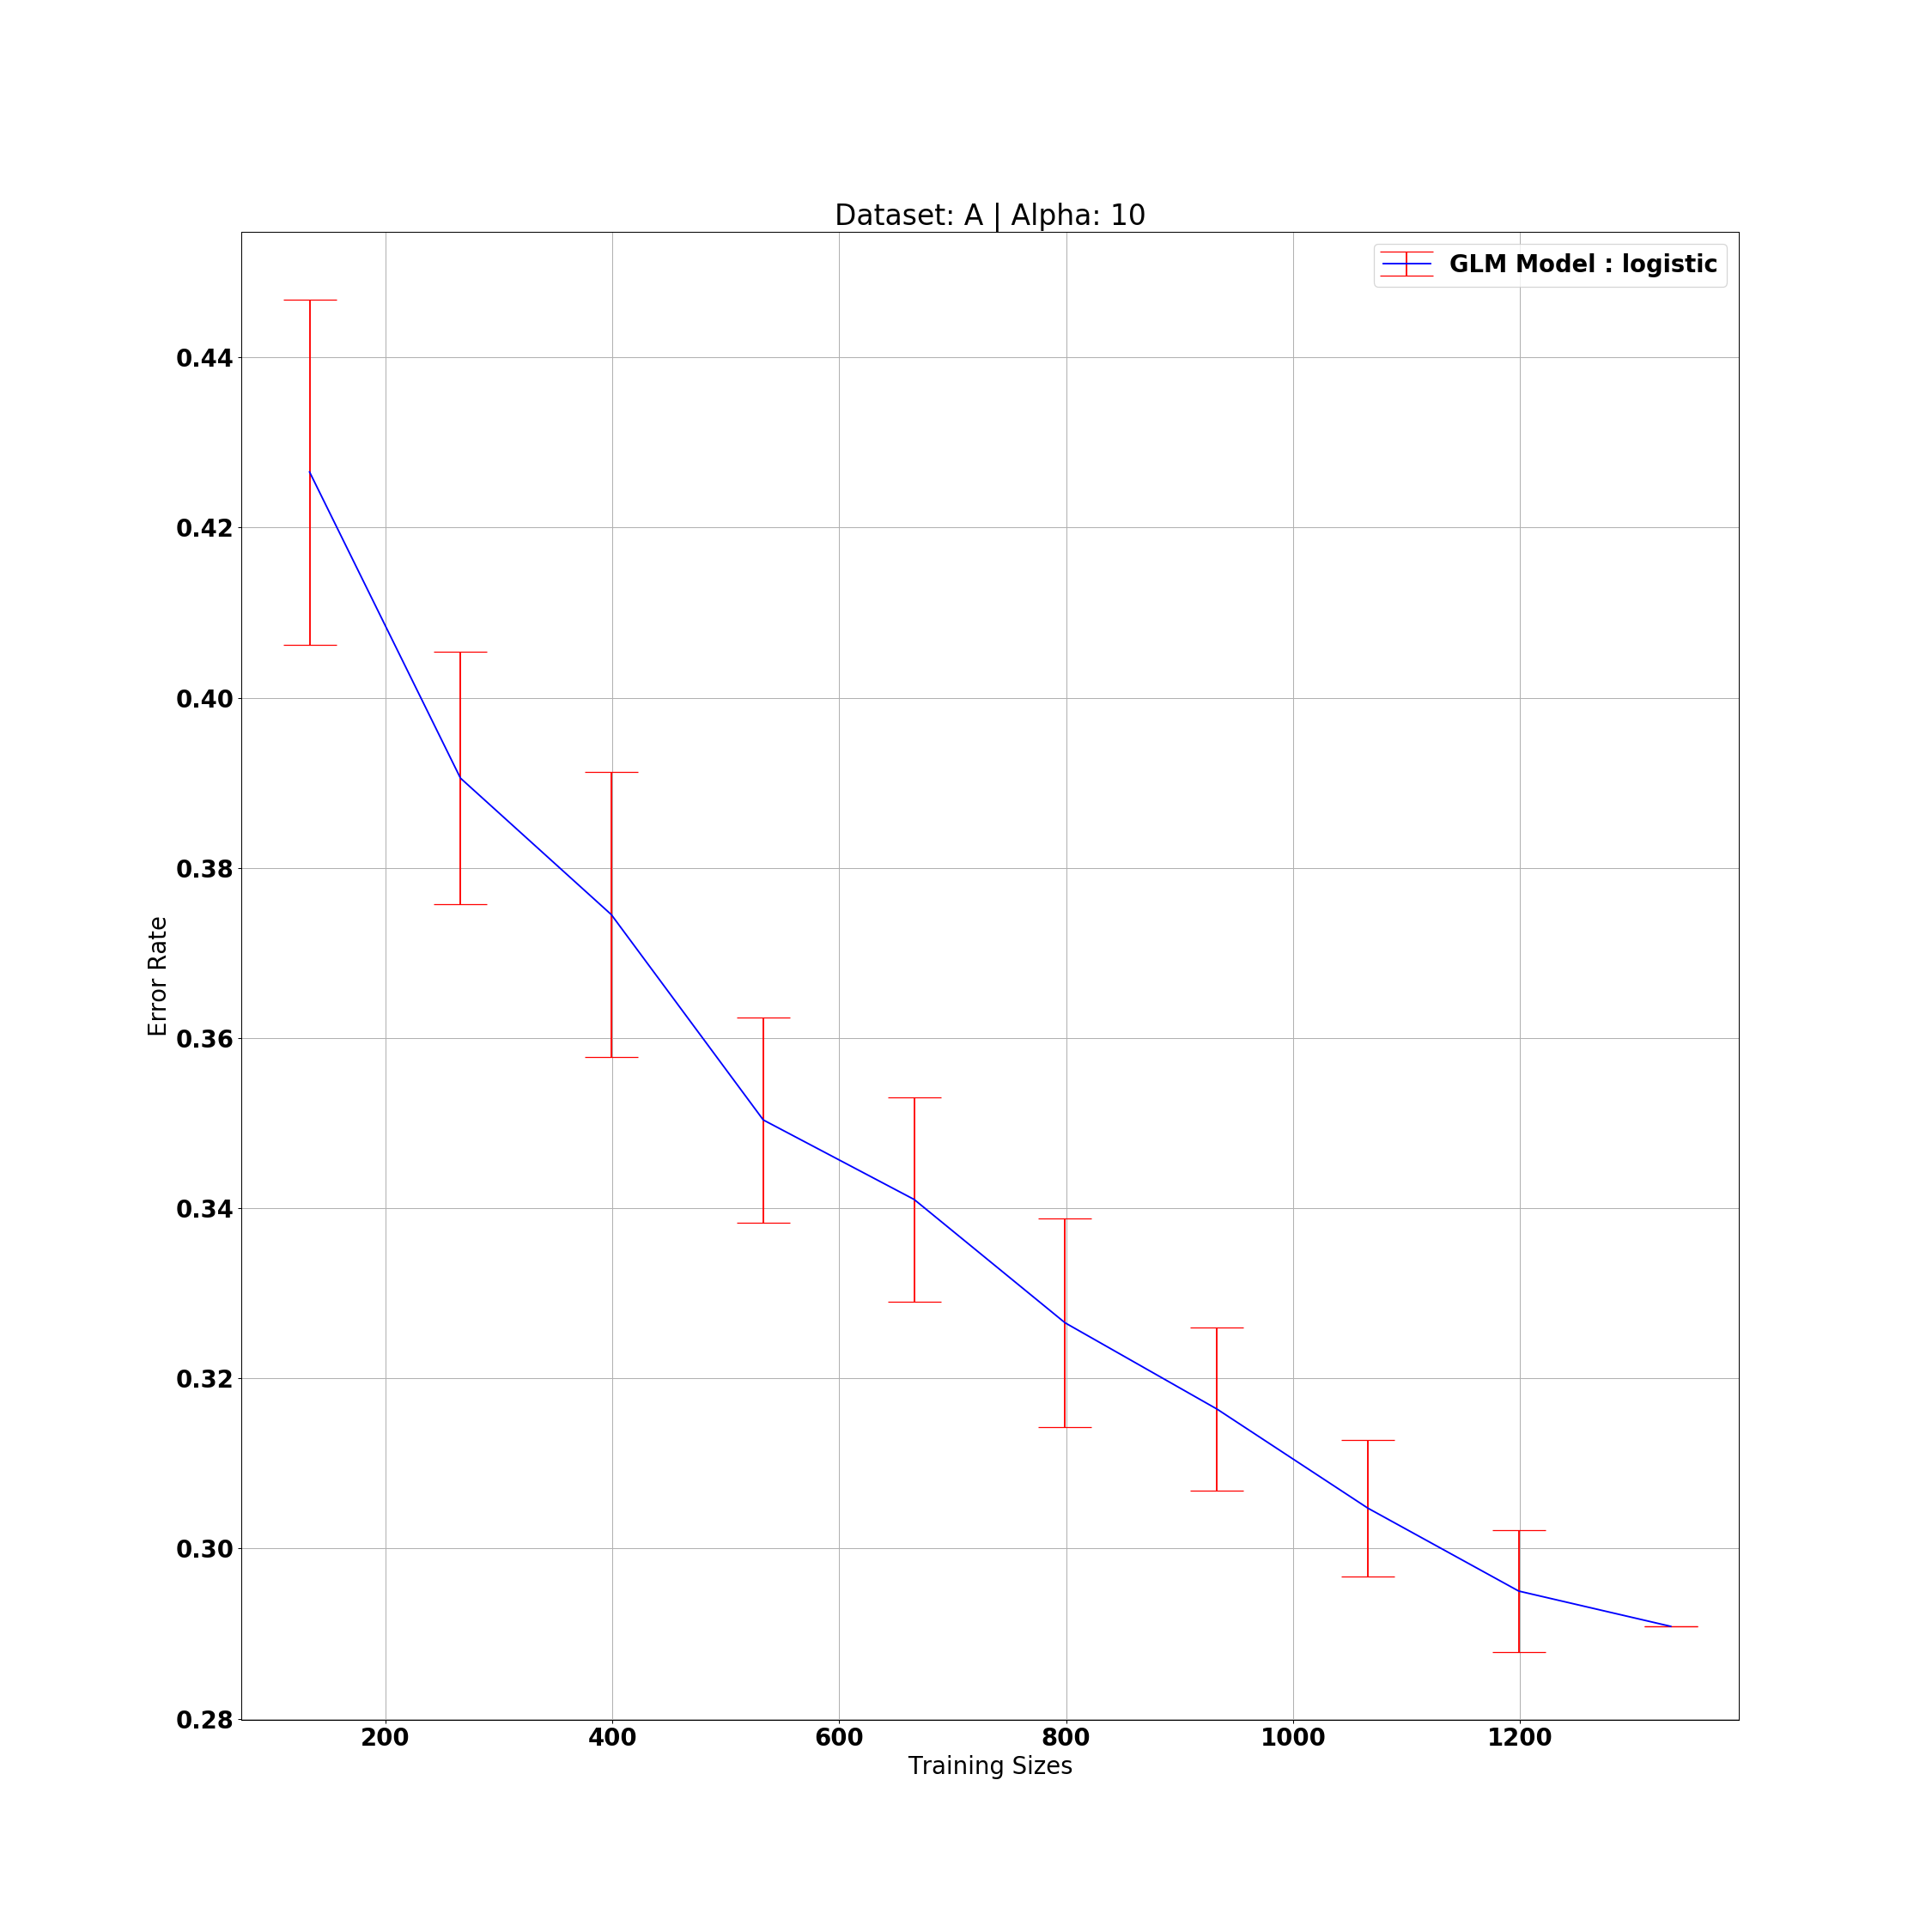 Dataset: A | Alpha: 10
GLM Model : logistic
0.44
0.42
0.40
0.38
0.36
0.34
0.32
0.30
0.28
Error Rate
200 400 600 800 1000 1200
Training Sizes